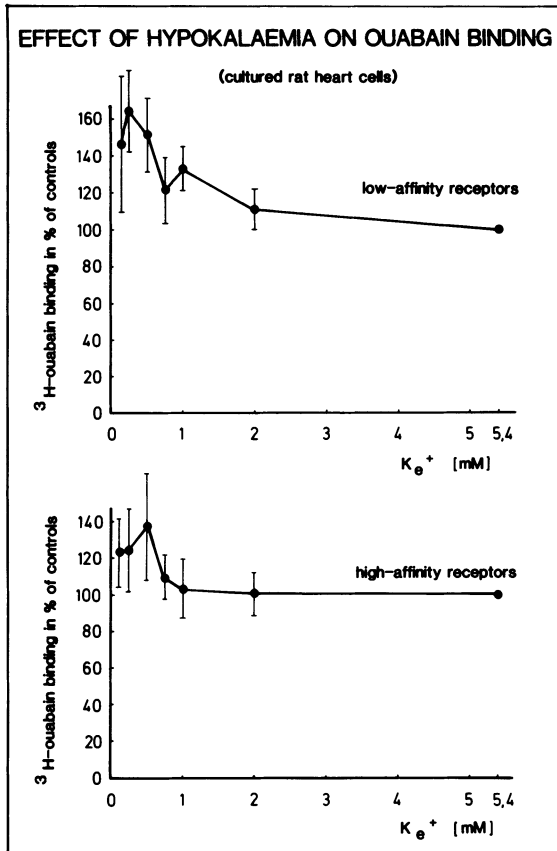 EFFECT OF HYPOKALAEMIA ON OUABAIN BINDING
(cultured rat heart cells)
³H-ouabain binding in % of controls
160
140
120
100
80
60
40
20
0
low-affinity receptors
0 1 2 3 4 5 5,4
Ke+ [mM]
³H-ouabain binding in % of controls
140
120
100
80
60
40
20
0
high-affinity receptors
0 1 2 3 4 5 5,4
Ke+ [mM]